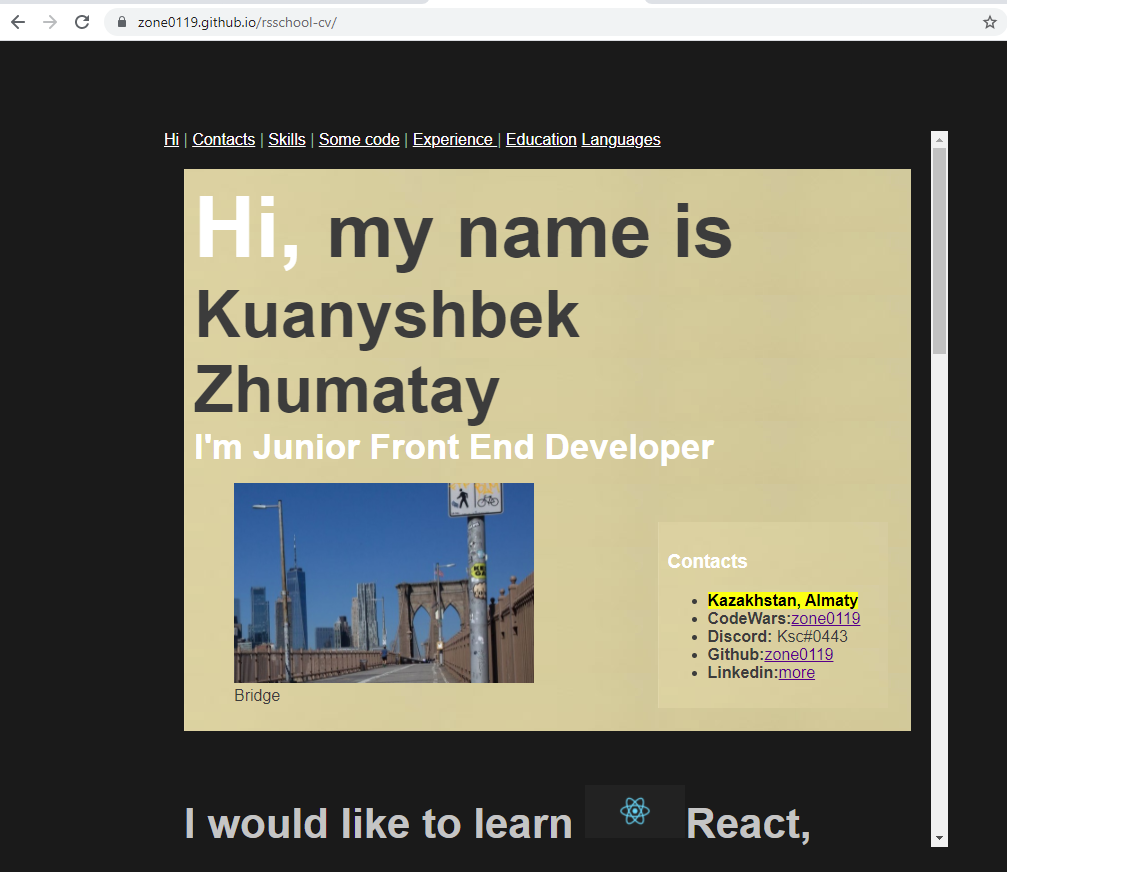 zone0119.github.io/rsschool-cv/
Hi | Contacts | Skills | Some code | Experience | Education Languages
Hi, my name is
Kuanyshbek
Zhumatay
I'm Junior Front End Developer
Bridge
Contacts
Kazakhstan, Almaty
CodeWars:zone0119
Discord: Ksc#0443
Github:zone0119
Linkedin:more
I would like to learn React,